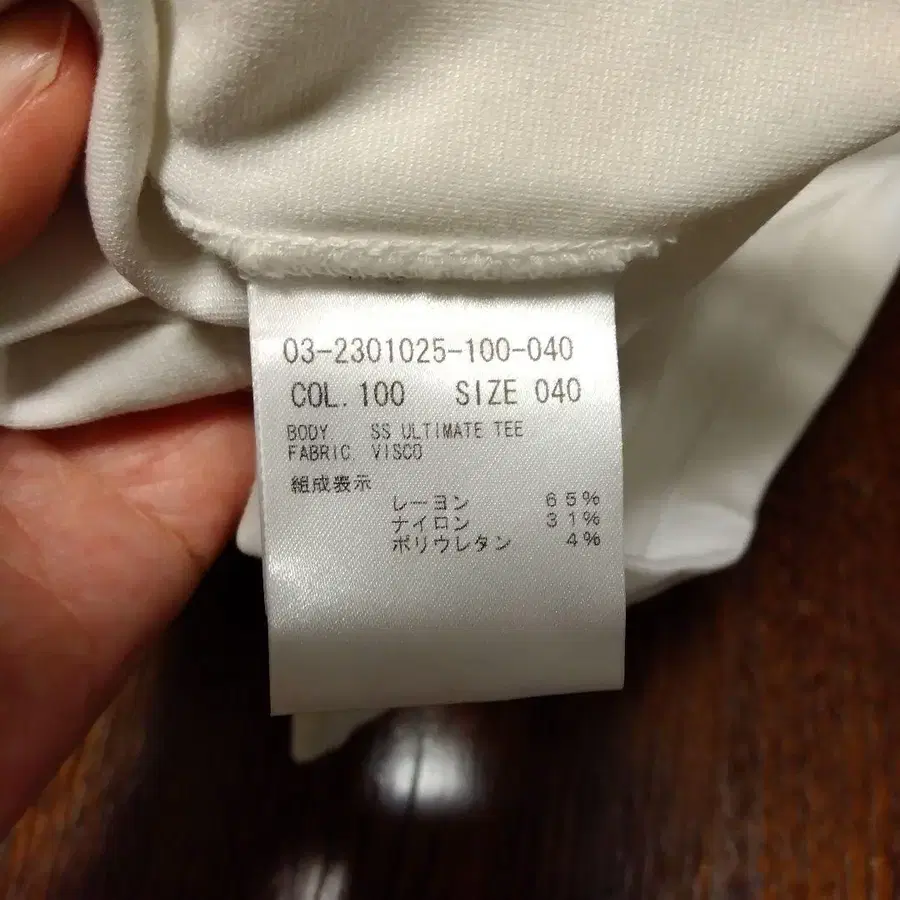 03-2301025-100-040
COL. 100 SIZE 040
BODY SS ULTIMATE TEE
FABRIC VISCO
組成表示
レーヨン 65%
ナイロン 31%
ポリウレタン 4%